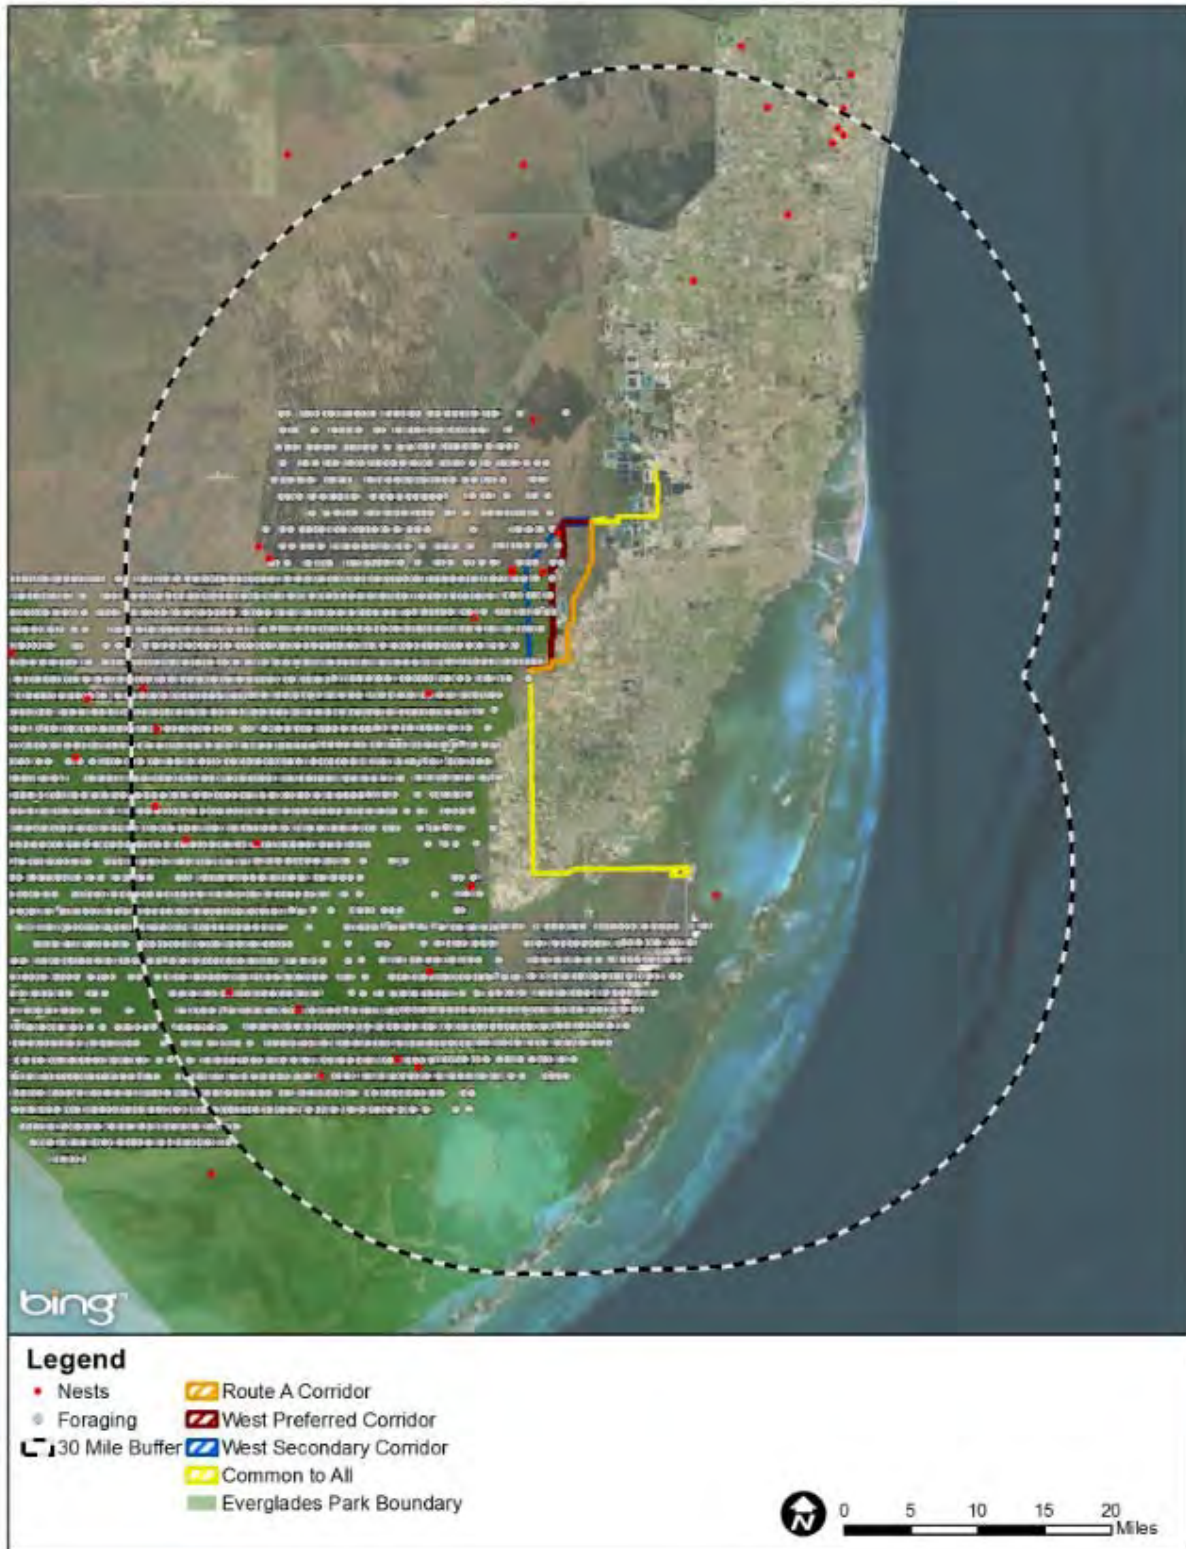 bing™
Legend
Nests
Foraging
30 Mile Buffer
Route A Corridor
West Preferred Corridor
West Secondary Corridor
Common to All
Everglades Park Boundary
N
0 5 10 15 20
Miles